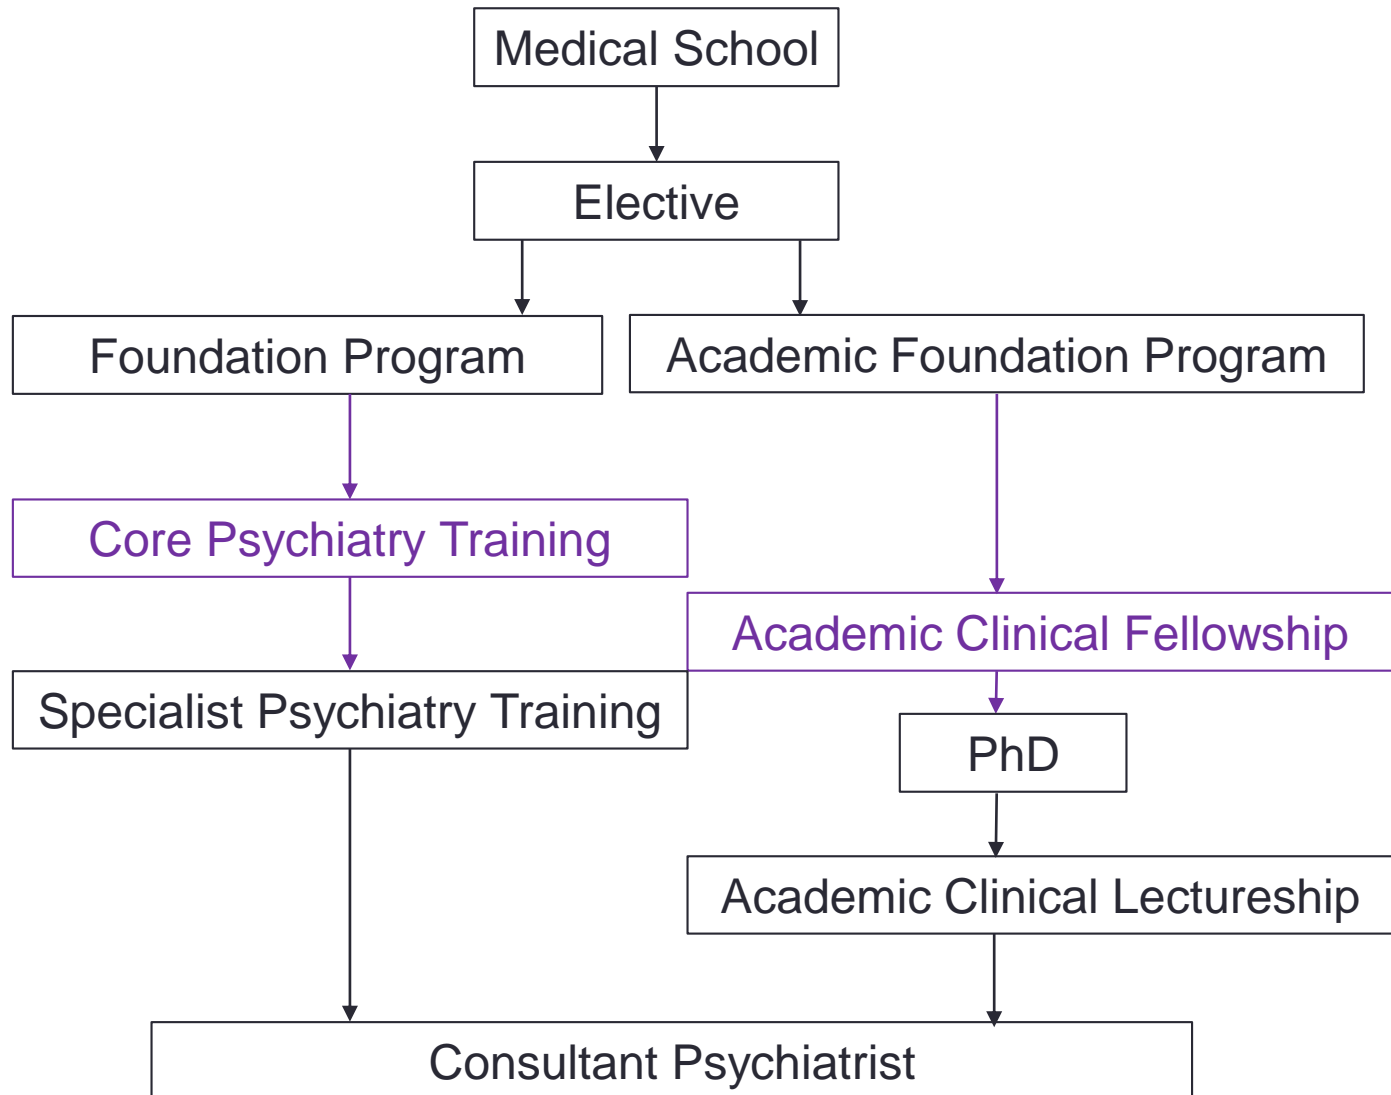 Medical School
Elective
Foundation Program
Academic Foundation Program
Core Psychiatry Training
Academic Clinical Fellowship
Specialist Psychiatry Training
PhD
Academic Clinical Lectureship
Consultant Psychiatrist